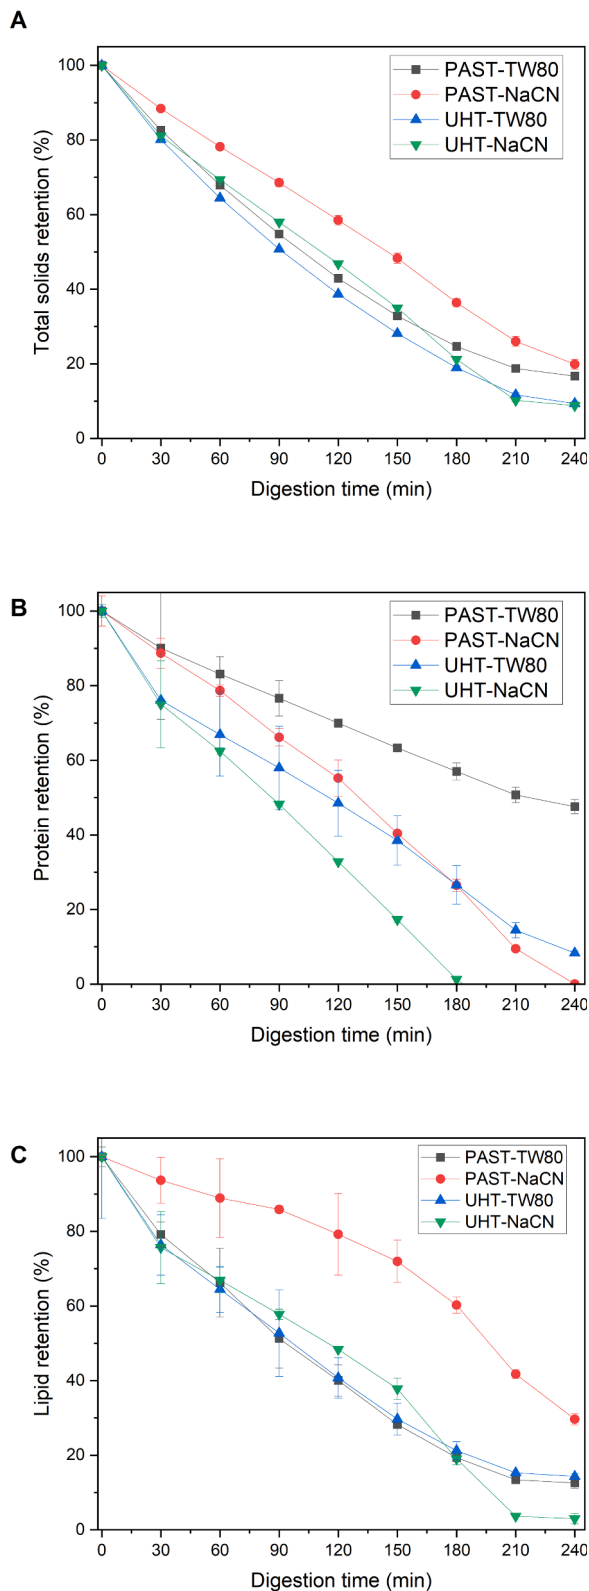 A
100
80
60
40
20
0
Total solids retention (%)
PAST-TW80
PAST-NaCN
UHT-TW80
UHT-NaCN
0 30 60 90 120 150 180 210 240
Digestion time (min)
B
100
80
60
40
20
0
Protein retention (%)
PAST-TW80
PAST-NaCN
UHT-TW80
UHT-NaCN
0 30 60 90 120 150 180 210 240
Digestion time (min)
C
100
80
60
40
20
0
Lipid retention (%)
PAST-TW80
PAST-NaCN
UHT-TW80
UHT-NaCN
0 30 60 90 120 150 180 210 240
Digestion time (min)